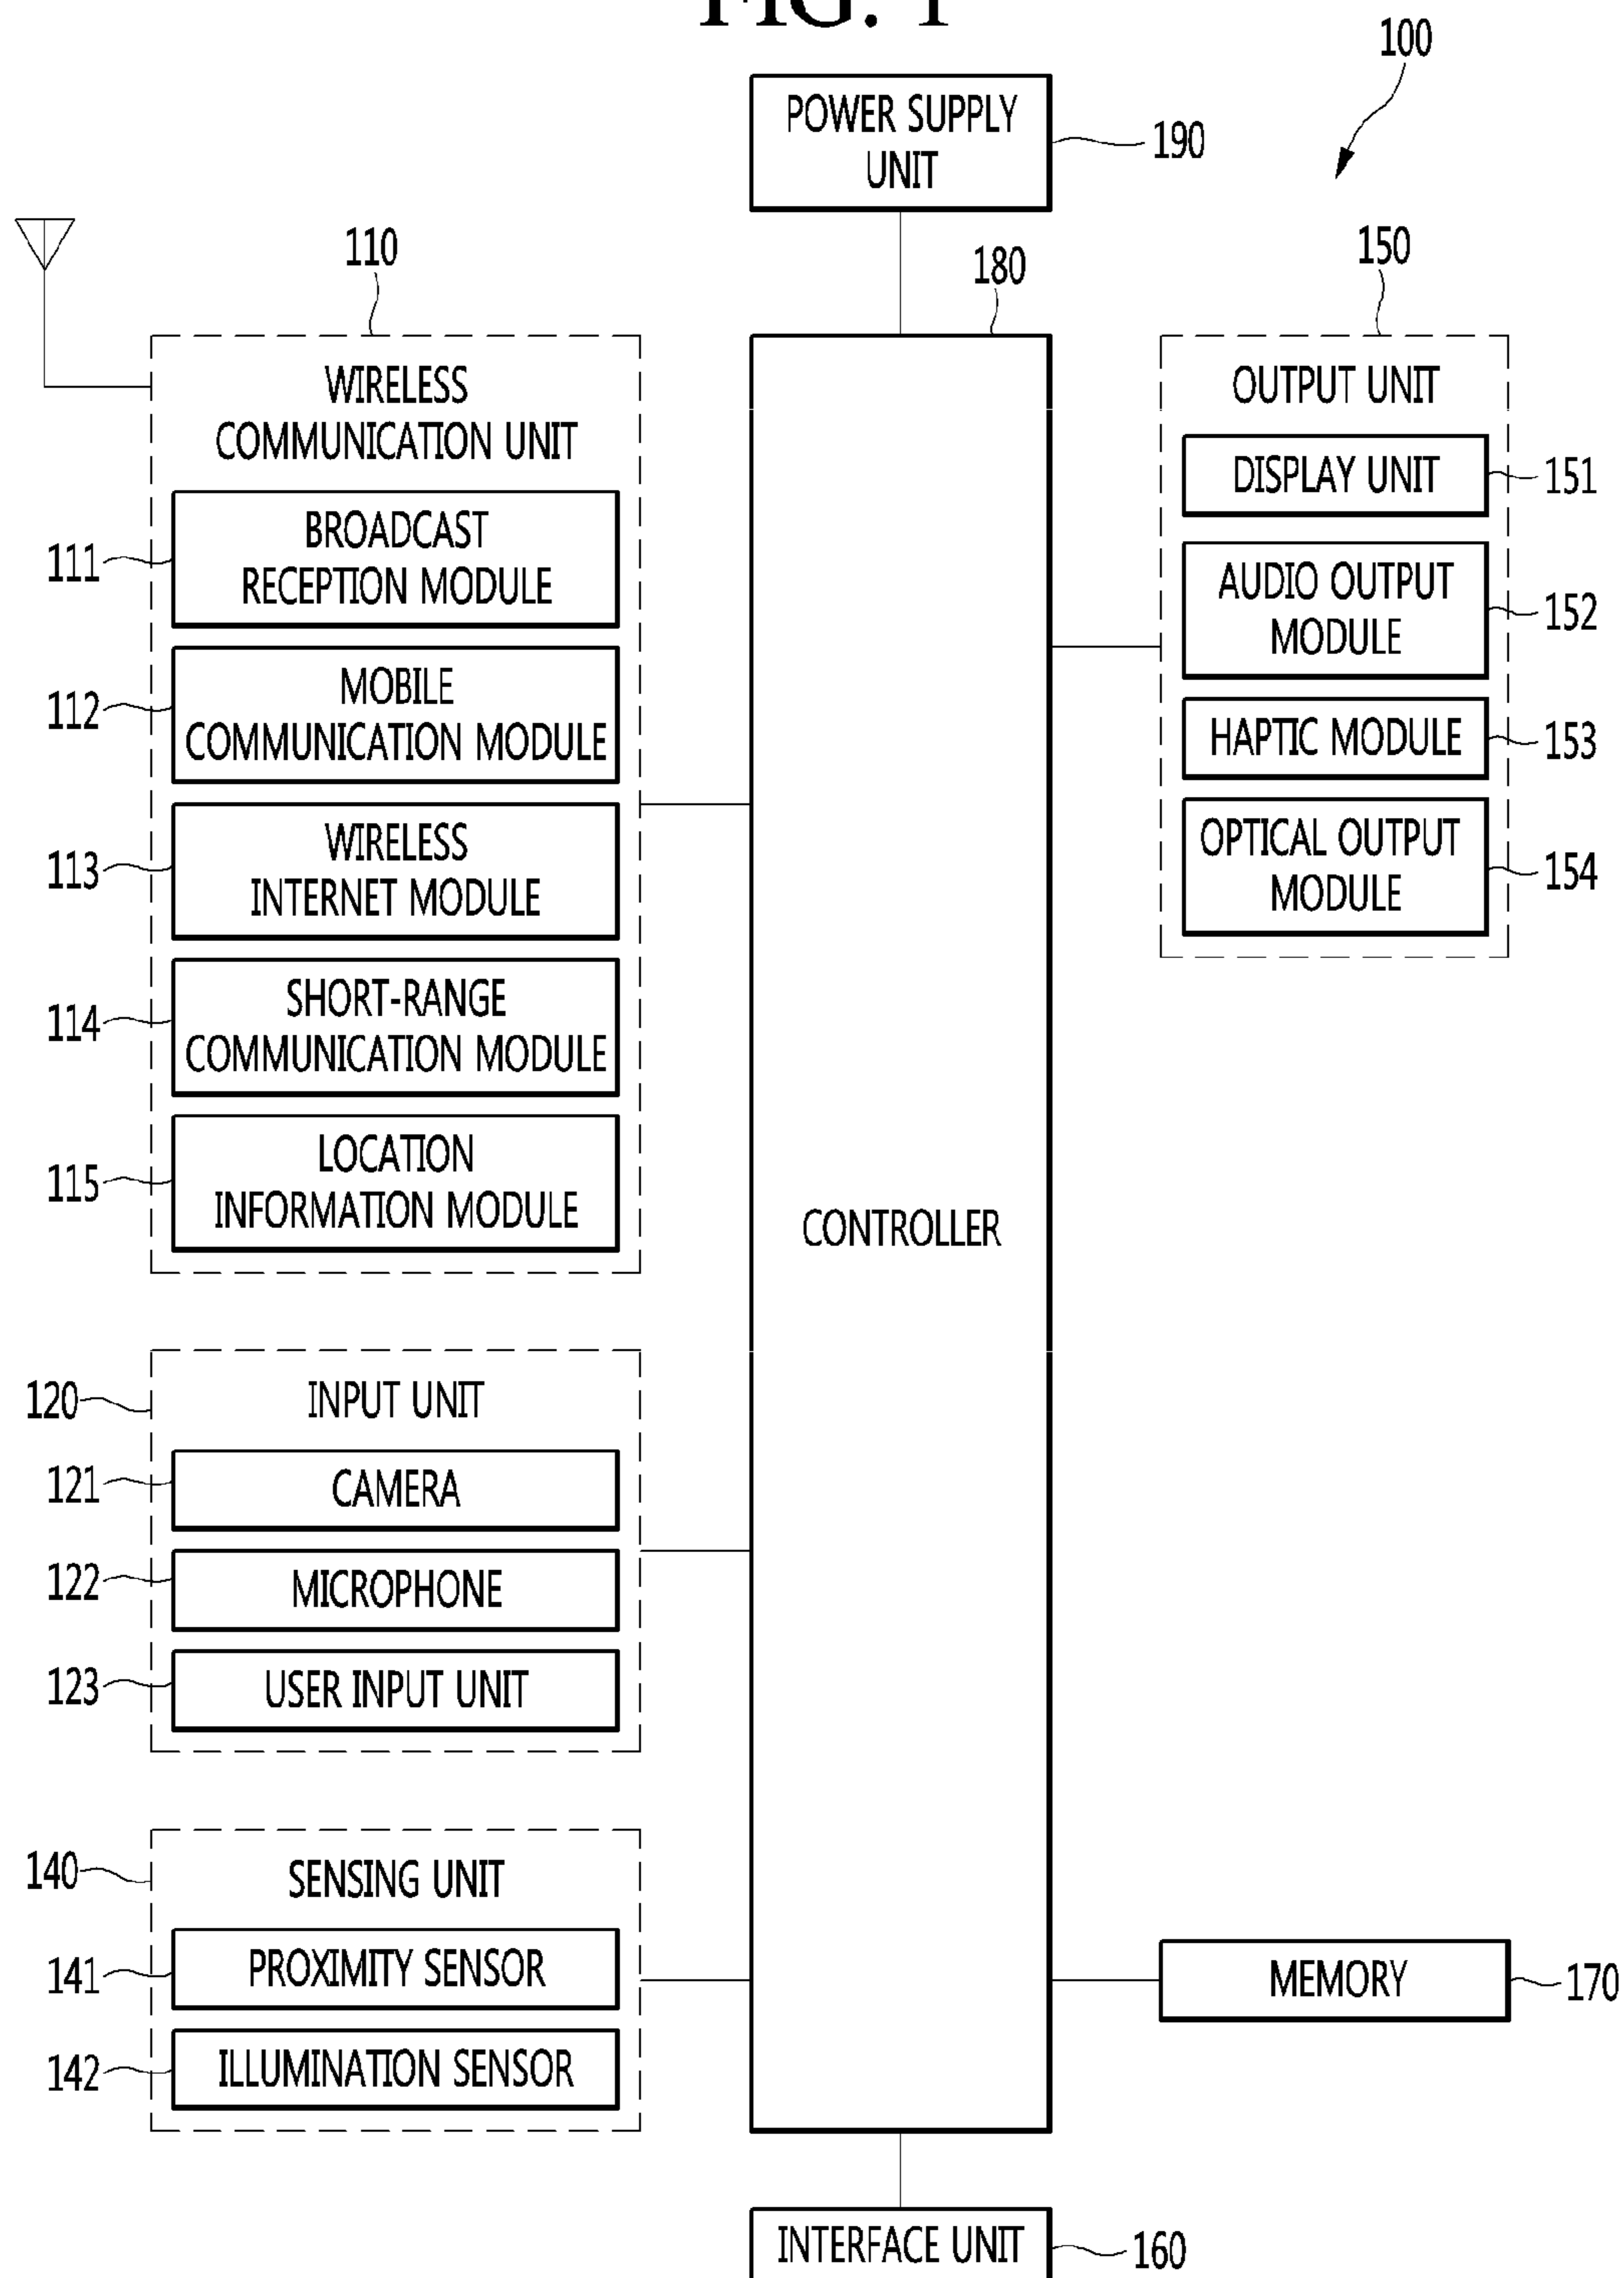 FIG. 1
100
POWER SUPPLY
UNIT
190
110
180
150
WIRELESS
COMMUNICATION UNIT
OUTPUT UNIT
DISPLAY UNIT
151
BROADCAST
RECEPTION MODULE
111
AUDIO OUTPUT
MODULE
152
MOBILE
COMMUNICATION MODULE
112
HAPTIC MODULE
153
WIRELESS
INTERNET MODULE
113
OPTICAL OUTPUT
MODULE
154
SHORT-RANGE
COMMUNICATION MODULE
114
LOCATION
INFORMATION MODULE
115
CONTROLLER
120
INPUT UNIT
121
CAMERA
122
MICROPHONE
123
USER INPUT UNIT
140
SENSING UNIT
141
PROXIMITY SENSOR
MEMORY
170
142
ILLUMINATION SENSOR
INTERFACE UNIT
160